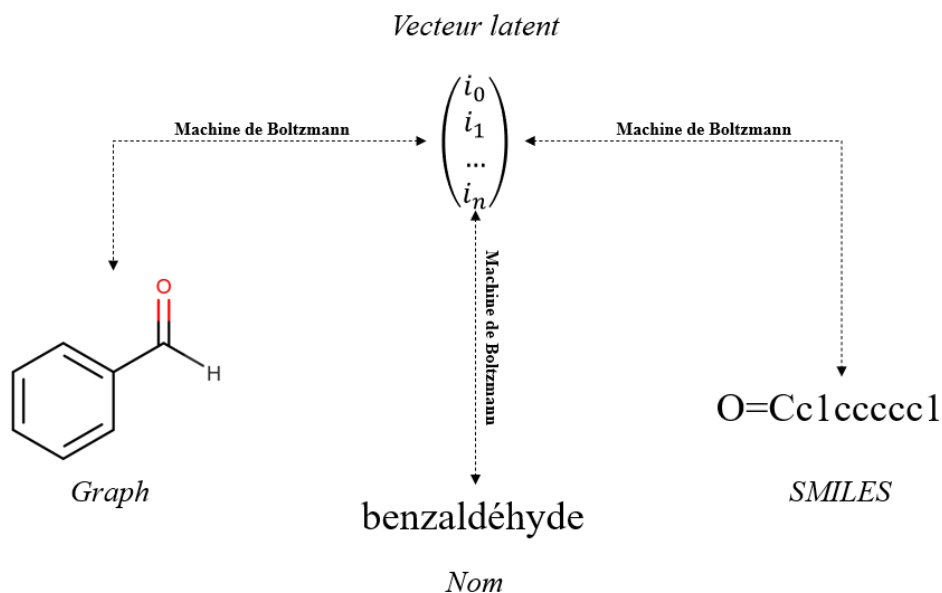 Vecteur latent
i₀
i₁
...
iₙ
Machine de Boltzmann
Machine de Boltzmann
Machine de Boltzmann
O
H
O=Cc1ccccc1
Graph
SMILES
benzaldéhyde
Nom